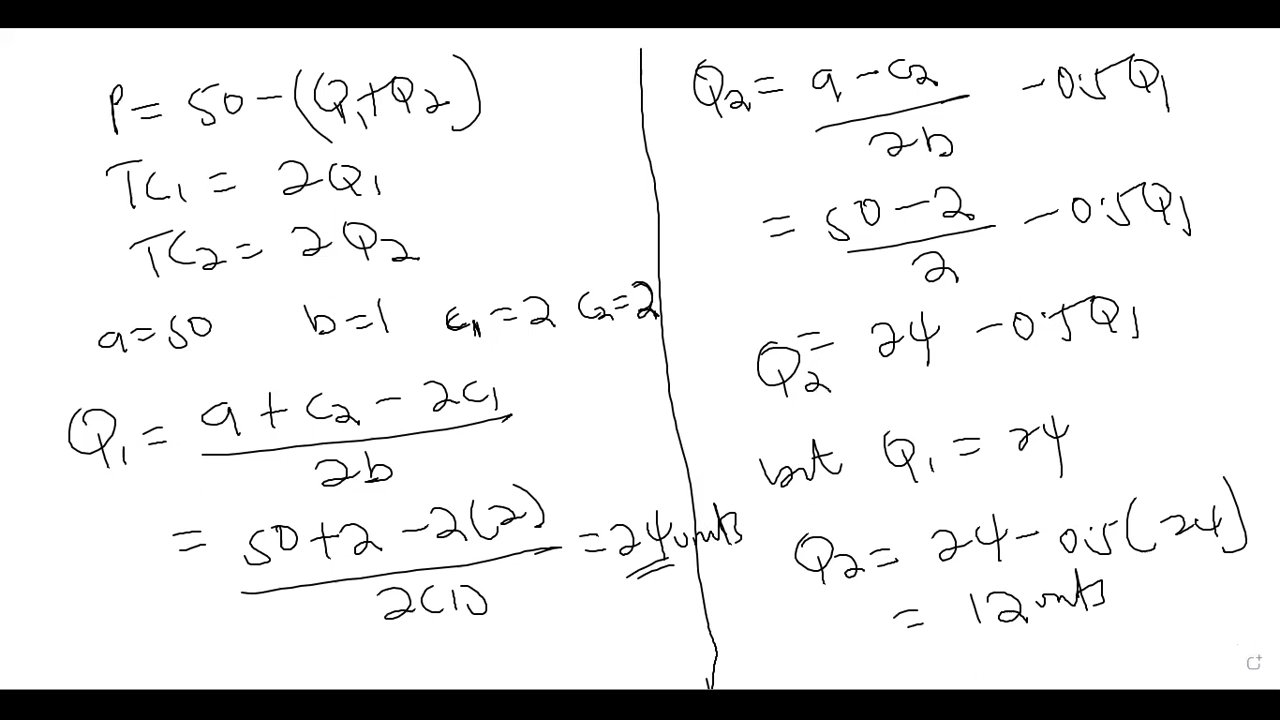 P = 50 - (Q1 + Q2)
TC1 = 2Q1
TC2 = 2Q2
a = 50 b = 1 c1 = 2 c2 = 2
Q1 = (a + c2 - 2c1) / 2b
= (50 + 2 - 2(2)) / 2(1) = 24 units
Q2 = (a - c2) / 2b - 0.5Q1
= (50 - 2) / 2 - 0.5Q1
Q2 = 24 - 0.5Q1
but Q1 = 24
Q2 = 24 - 0.5(24)
= 12 units